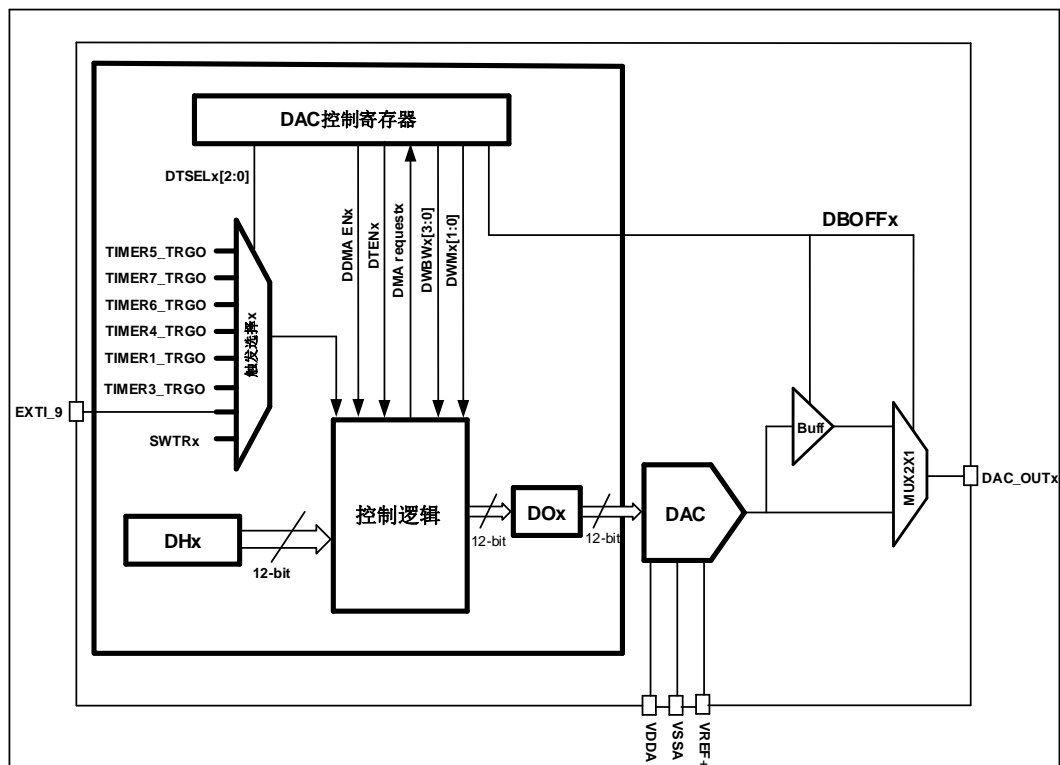 DAC控制寄存器
DTSELx[2:0]
DDMA ENx
DTENx
DMA requestx
DWBWx[3:0]
DWMx[1:0]
DBOFFx
TIMER5_TRGO
TIMER7_TRGO
TIMER6_TRGO
TIMER4_TRGO
TIMER1_TRGO
TIMER3_TRGO
EXTI_9
SWTRx
触发选择x
Buff
MUX2X1
DAC_OUTx
DHx
12-bit
控制逻辑
12-bit
DOx
12-bit
DAC
VDDA
VSSA
VREF+